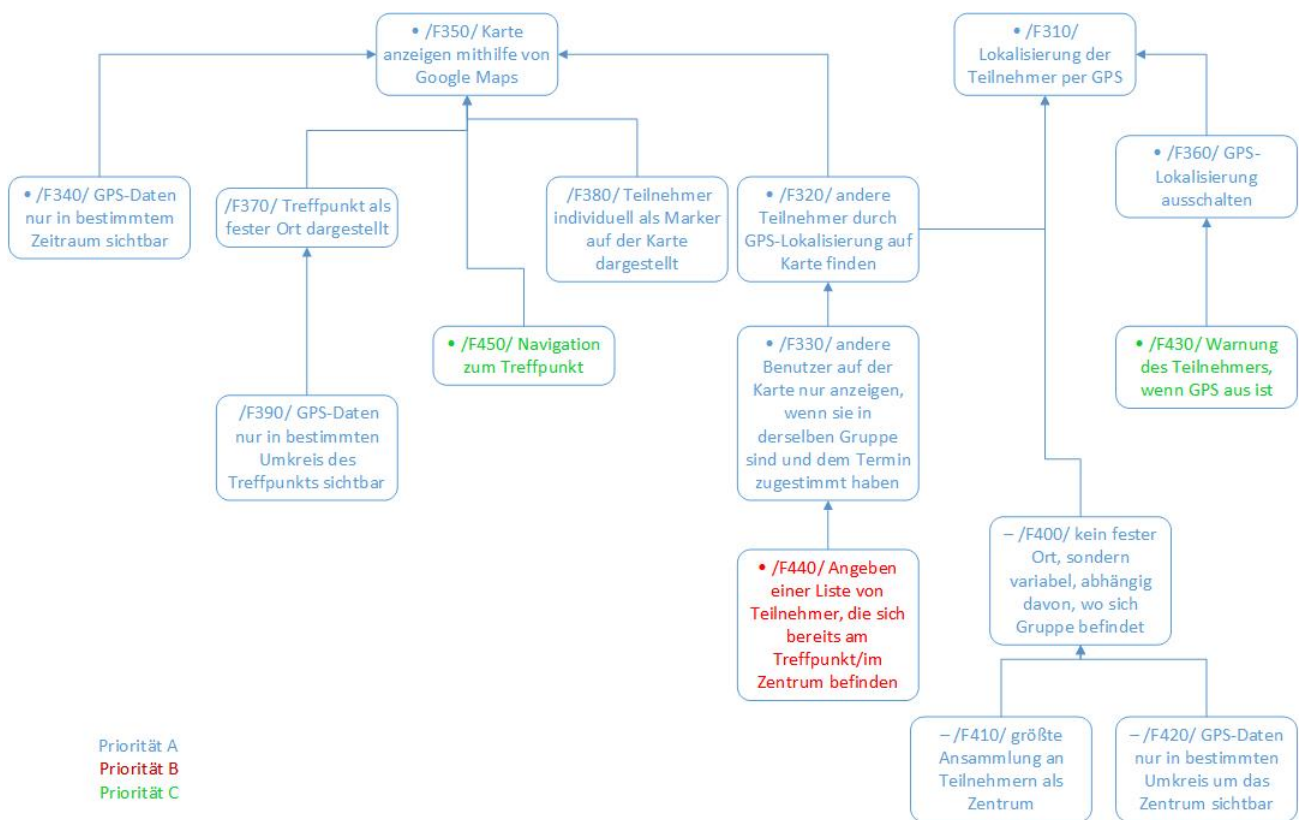 • /F350/ Karte
anzeigen mithilfe von
Google Maps
• /F310/
Lokalisierung der
Teilnehmer per GPS
• /F340/ GPS-Daten
nur in bestimmtem
Zeitraum sichtbar
/F370/ Treffpunkt als
fester Ort dargestellt
/F380/ Teilnehmer
individuell als Marker
auf der Karte
dargestellt
• /F320/ andere
Teilnehmer durch
GPS-Lokalisierung auf
Karte finden
• /F360/ GPS-
Lokalisierung
ausschalten
• /F450/ Navigation
zum Treffpunkt
• /F330/ andere
Benutzer auf der
Karte nur anzeigen,
wenn sie in
derselben Gruppe
sind und dem Termin
zugestimmt haben
• /F430/ Warnung
des Teilnehmers,
wenn GPS aus ist
/F390/ GPS-Daten
nur in bestimmten
Umkreis des
Treffpunkts sichtbar
– /F400/ kein fester
Ort, sondern
variabel, abhängig
davon, wo sich
Gruppe befindet
• /F440/ Angeben
einer Liste von
Teilnehmer, die sich
bereits am
Treffpunkt/im
Zentrum befinden
– /F410/ größte
Ansammlung an
Teilnehmern als
Zentrum
– /F420/ GPS-Daten
nur in bestimmten
Umkreis um das
Zentrum sichtbar
Priorität A
Priorität B
Priorität C